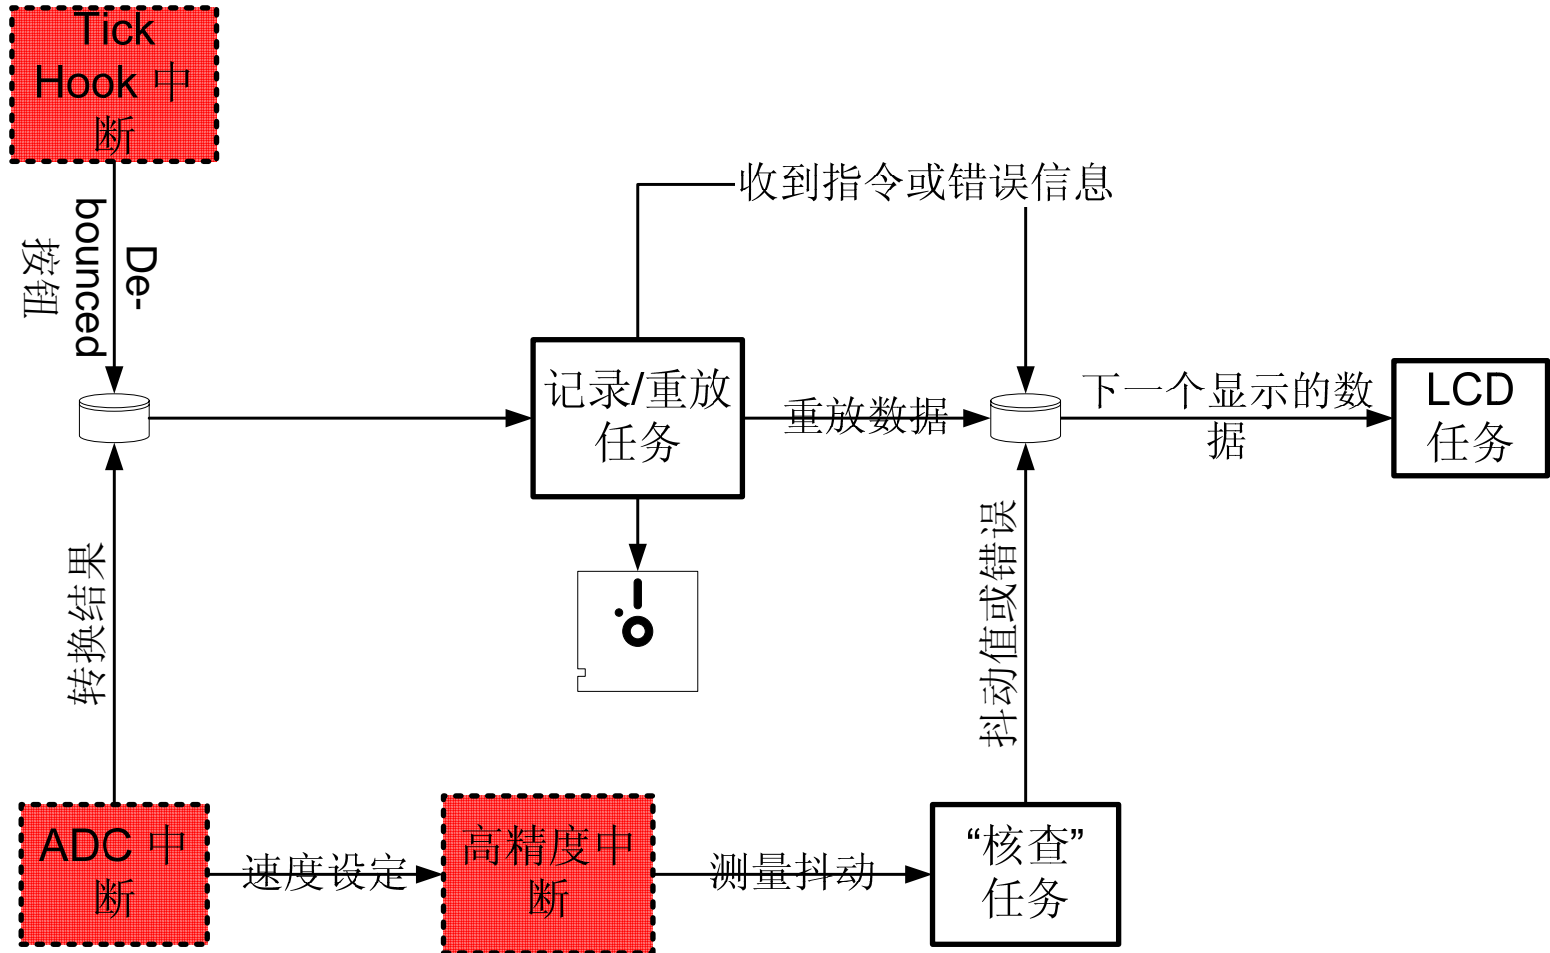 Tick
Hook 中
断
De-
bounced
按钮
收到指令或错误信息
记录/重放
任务
重放数据
下一个显示的数
据
LCD
任务
转换结果
抖动值或错误
ADC 中
断
速度设定
高精度中
断
测量抖动
“核查”
任务